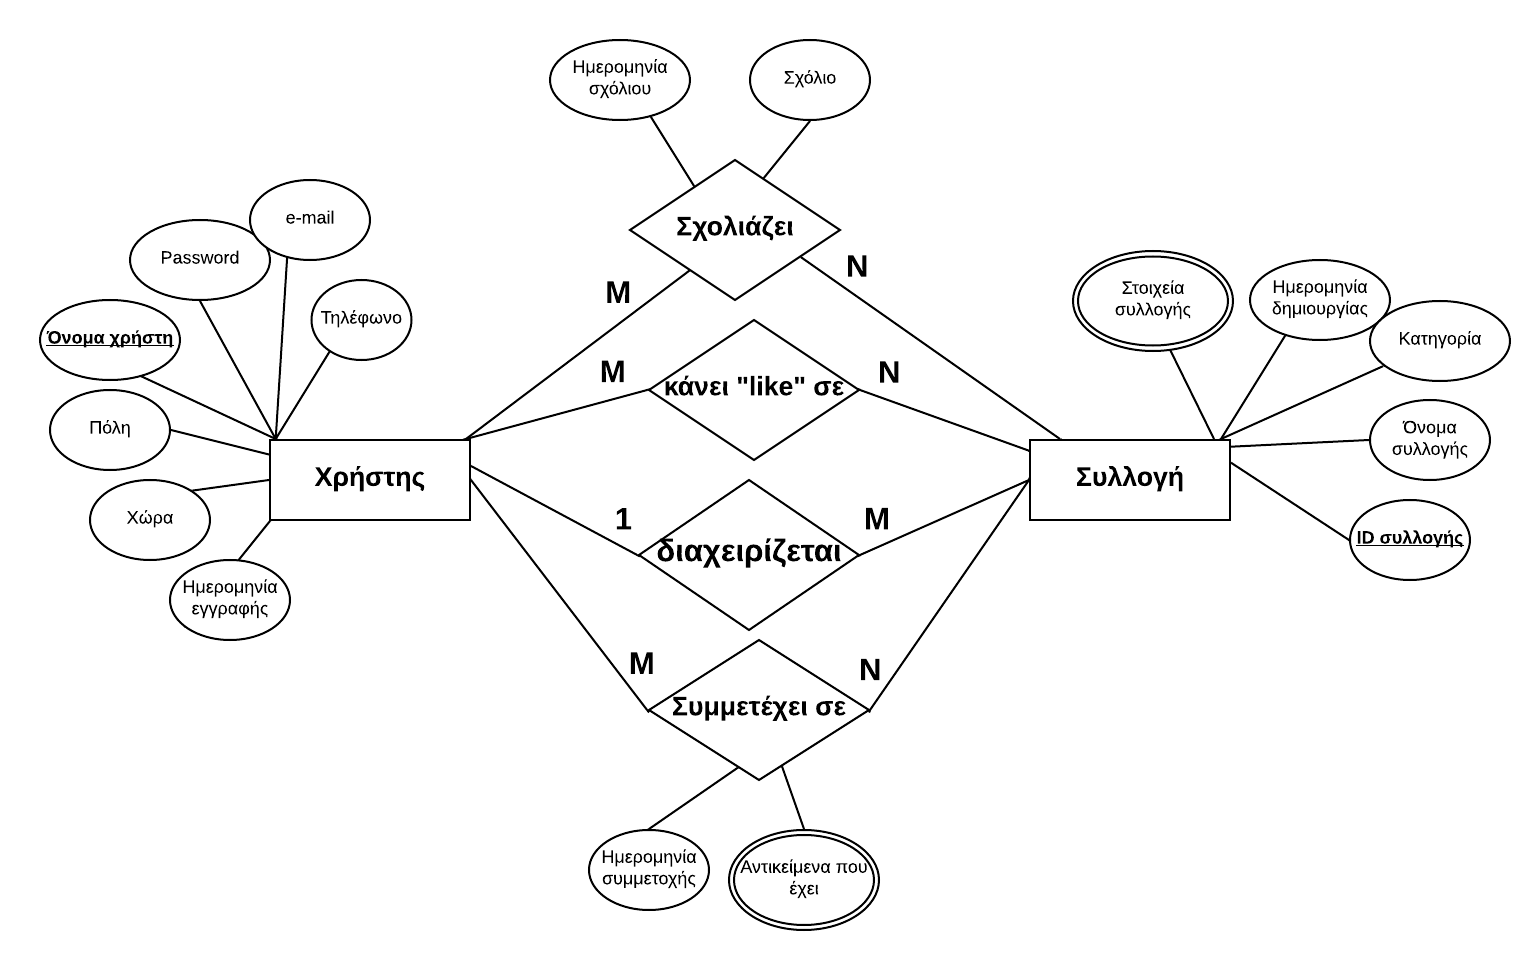 Ημερομηνία
σχόλιου
Σχόλιο
Σχολιάζει
e-mail
Password
Τηλέφωνο
Όνομα χρήστη
Πόλη
Χώρα
Ημερομηνία
εγγραφής
Χρήστης
M
N
M
κάνει "like" σε
N
1
διαχειρίζεται
M
M
Συμμετέχει σε
N
Ημερομηνία
συμμετοχής
Αντικείμενα που
έχει
Στοιχεία
συλλογής
Ημερομηνία
δημιουργίας
Κατηγορία
Όνομα
συλλογής
ID συλλογής
Συλλογή